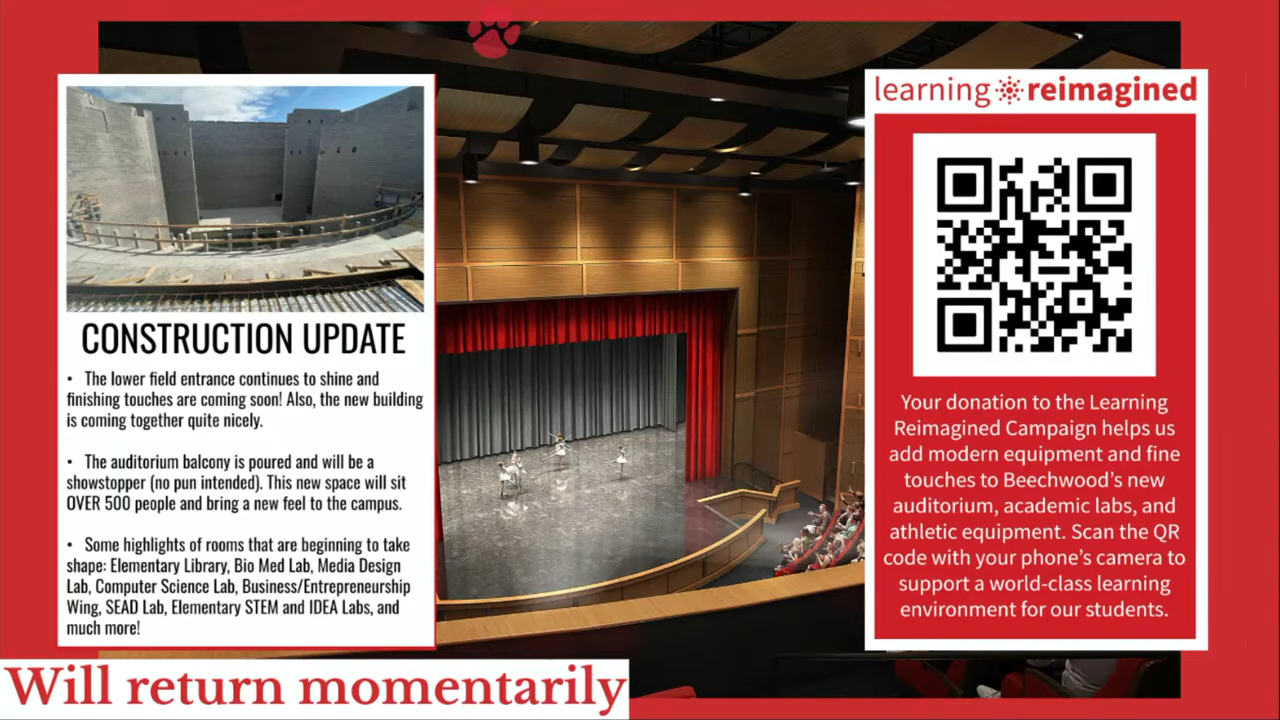 CONSTRUCTION UPDATE
• The lower field entrance continues to shine and
finishing touches are coming soon! Also, the new building
is coming together quite nicely.
• The auditorium balcony is poured and will be a
showstopper (no pun intended). This new space will sit
OVER 500 people and bring a new feel to the campus.
• Some highlights of rooms that are beginning to take
shape: Elementary Library, Bio Med Lab, Media Design
Lab, Computer Science Lab, Business/Entrepreneurship
Wing, SEAD Lab, Elementary STEM and IDEA Labs, and
much more!
learning reimagined
Your donation to the Learning
Reimagined Campaign helps us
add modern equipment and fine
touches to Beechwood’s new
auditorium, academic labs, and
athletic equipment. Scan the QR
code with your phone’s camera to
support a world-class learning
environment for our students.
Will return momentarily